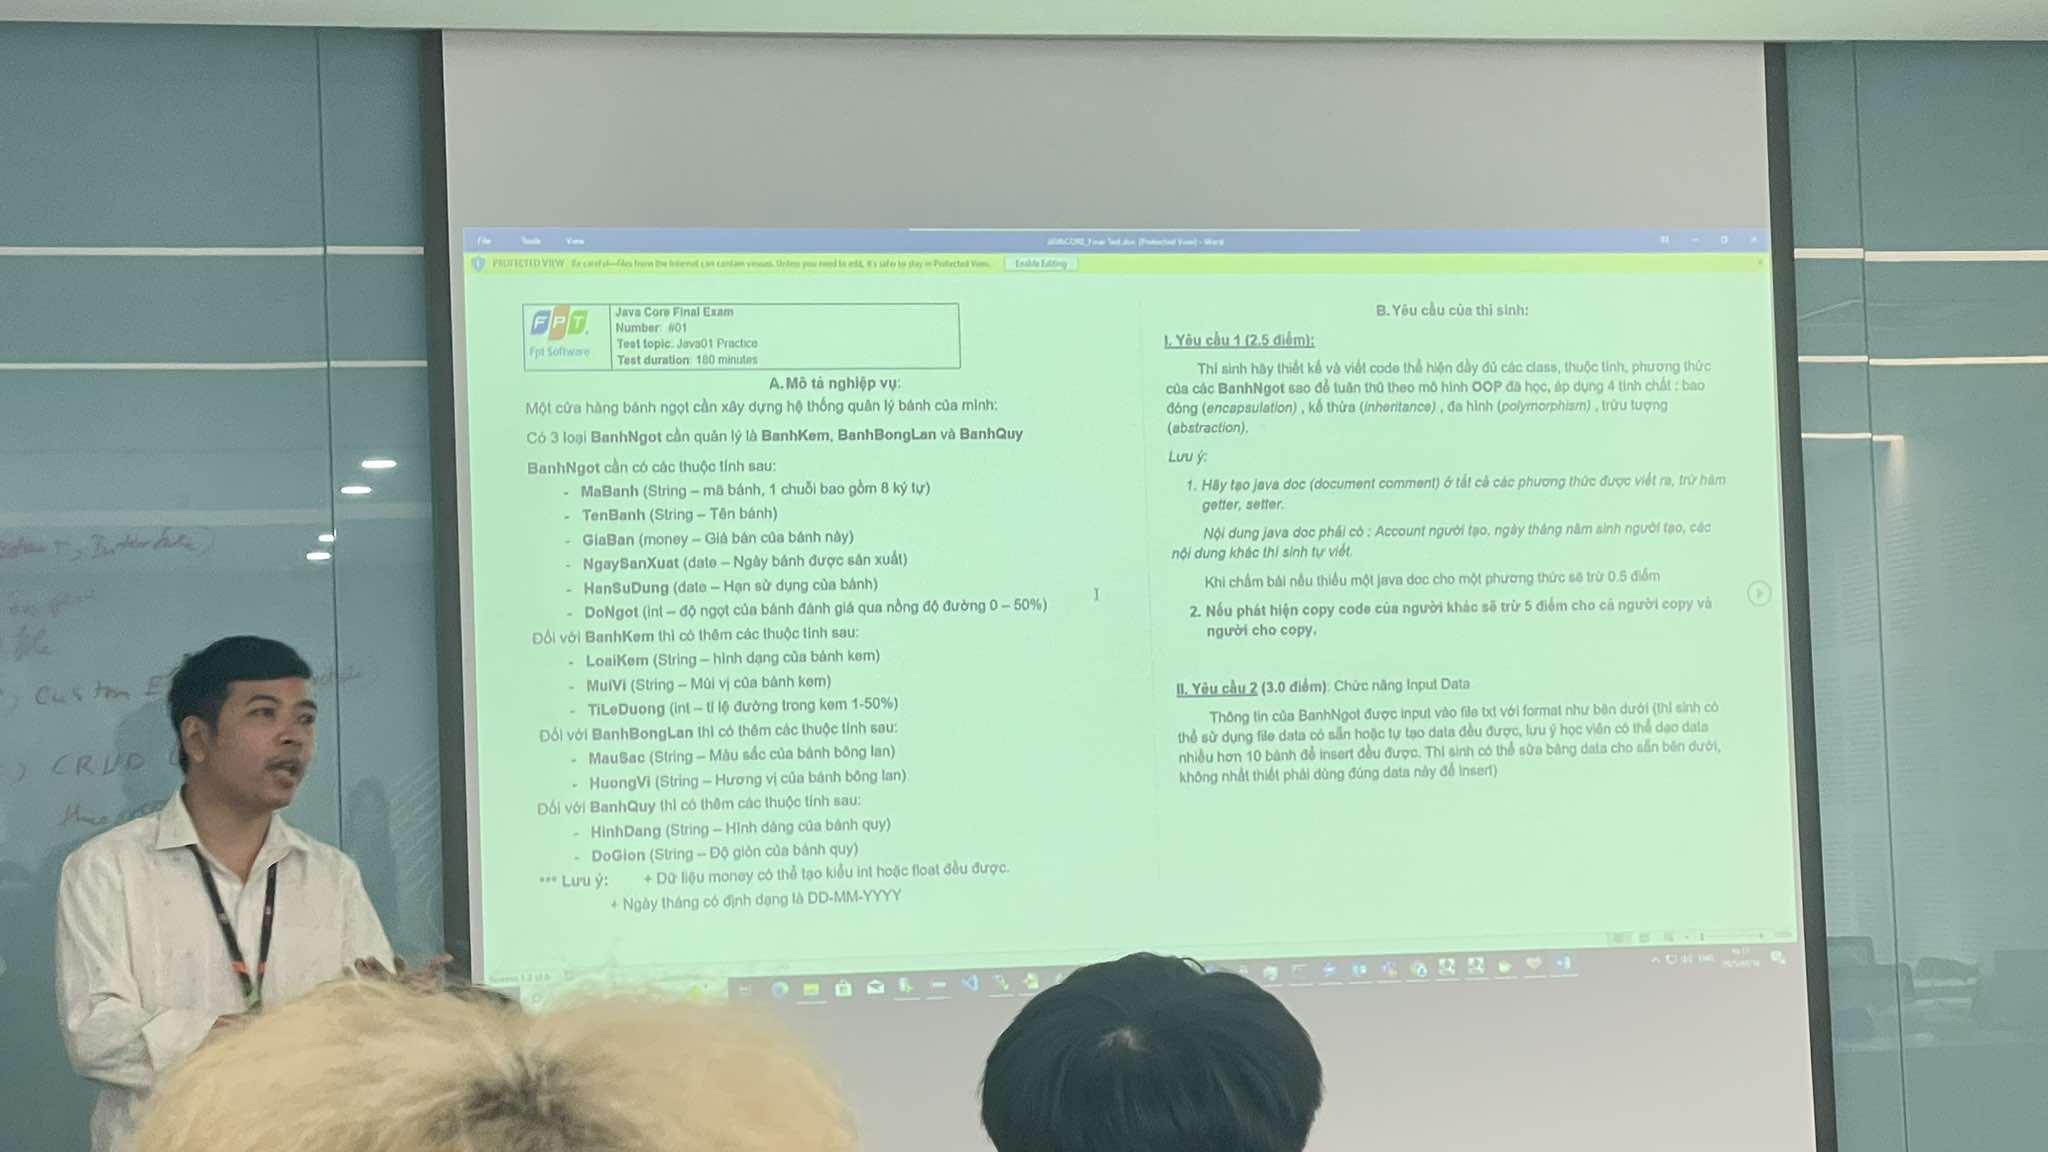 File Tools View
JAVACORE_Final Test.doc (Protected View) - Word
PROTECTED VIEW Be careful—files from the Internet can contain viruses. Unless you need to edit, it's safer to stay in Protected View. Enable Editing
FPT
Fpt Software
Java Core Final Exam
Number: #01
Test topic: Java01 Practice
Test duration: 180 minutes
A. Mô tả nghiệp vụ:
Một cửa hàng bánh ngọt cần xây dựng hệ thống quản lý bánh của mình:
Có 3 loại BanhNgot cần quản lý là BanhKem, BanhBongLan và BanhQuy
BanhNgot cần có các thuộc tính sau:
- MaBanh (String – mã bánh, 1 chuỗi bao gồm 8 ký tự)
- TenBanh (String – Tên bánh)
- GiaBan (money – Giá bán của bánh này)
- NgaySanXuat (date – Ngày bánh được sản xuất)
- HanSuDung (date – Hạn sử dụng của bánh)
- DoNgot (int – độ ngọt của bánh đánh giá qua nồng độ đường 0 – 50%)
Đối với BanhKem thì có thêm các thuộc tính sau:
- LoaiKem (String – hình dạng của bánh kem)
- MuiVi (String – Mùi vị của bánh kem)
- TiLeDuong (int – tỉ lệ đường trong kem 1-50%)
Đối với BanhBongLan thì có thêm các thuộc tính sau:
- MauSac (String – Màu sắc của bánh bông lan)
- HuongVi (String – Hương vị của bánh bông lan)
Đối với BanhQuy thì có thêm các thuộc tính sau:
- HinhDang (String – Hình dáng của bánh quy)
- DoGion (String – Độ giòn của bánh quy)
*** Lưu ý: + Dữ liệu money có thể tạo kiểu int hoặc float đều được.
+ Ngày tháng có định dạng là DD-MM-YYYY
B. Yêu cầu của thí sinh:
I. Yêu cầu 1 (2.5 điểm):
Thí sinh hãy thiết kế và viết code thể hiện đầy đủ các class, thuộc tính, phương thức
của các BanhNgot sao để tuân thủ theo mô hình OOP đã học, áp dụng 4 tính chất : bao
đóng (encapsulation) , kế thừa (inheritance) , đa hình (polymorphism) , trừu tượng
(abstraction).
Lưu ý:
1. Hãy tạo java doc (document comment) ở tất cả các phương thức được viết ra, trừ hàm
getter, setter.
Nội dung java doc phải có : Account người tạo, ngày tháng năm sinh người tạo, các
nội dung khác thí sinh tự viết.
Khi chấm bài nếu thiếu một java doc cho một phương thức sẽ trừ 0.5 điểm
2. Nếu phát hiện copy code của người khác sẽ trừ 5 điểm cho cả người copy và
người cho copy.
II. Yêu cầu 2 (3.0 điểm): Chức năng Input Data
Thông tin của BanhNgot được input vào file txt với format như bên dưới (thí sinh có
thể sử dụng file data có sẵn hoặc tự tạo data đều được, lưu ý học viên có thể tạo data
nhiều hơn 10 bánh để insert đều được. Thí sinh có thể sửa bảng data cho sẵn bên dưới,
không nhất thiết phải dùng đúng data này để insert)
Interface
file
Custom E
CRUD
ENG